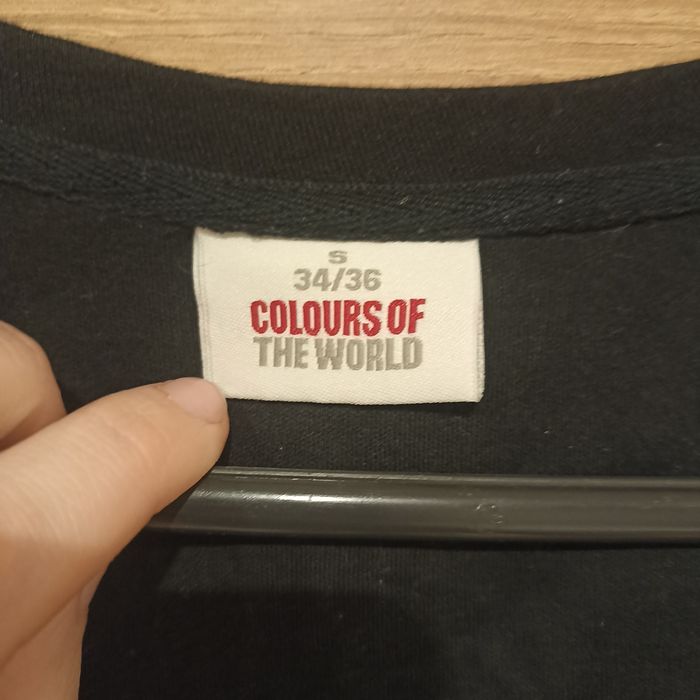 S
34/36
COLOURS OF
THE WORLD